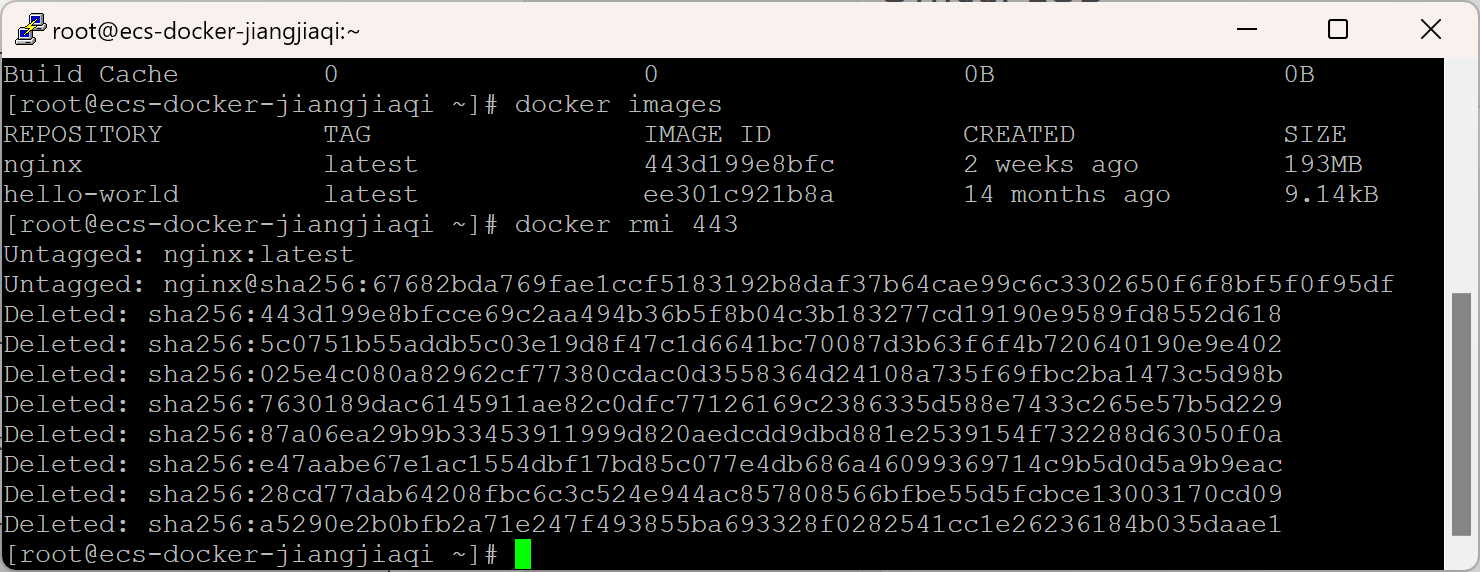 root@ecs-docker-jiangjiaqi:~
Build Cache 0 0 0B 0B
[root@ecs-docker-jiangjiaqi ~]# docker images
REPOSITORY TAG IMAGE ID CREATED SIZE
nginx latest 443d199e8bfc 2 weeks ago 193MB
hello-world latest ee301c921b8a 14 months ago 9.14kB
[root@ecs-docker-jiangjiaqi ~]# docker rmi 443
Untagged: nginx:latest
Untagged: nginx@sha256:67682bda769fae1ccf5183192b8daf37b64cae99c6c3302650f6f8bf5f0f95df
Deleted: sha256:443d199e8bfcce69c2aa494b36b5f8b04c3b183277cd19190e9589fd8552d618
Deleted: sha256:5c0751b55addb5c03e19d8f47c1d6641bc70087d3b63f6f4b720640190e9e402
Deleted: sha256:025e4c080a82962cf77380cdac0d3558364d24108a735f69fbc2ba1473c5d98b
Deleted: sha256:7630189dac6145911ae82c0dfc77126169c2386335d588e7433c265e57b5d229
Deleted: sha256:87a06ea29b9b33453911999d820aedcdd9dbd881e2539154f732288d63050f0a
Deleted: sha256:e47aabe67e1ac1554dbf17bd85c077e4db686a46099369714c9b5d0d5a9b9eac
Deleted: sha256:28cd77dab64208fbc6c3c524e944ac857808566bfbe55d5fcbce13003170cd09
Deleted: sha256:a5290e2b0bfb2a71e247f493855ba693328f0282541cc1e26236184b035daae1
[root@ecs-docker-jiangjiaqi ~]#